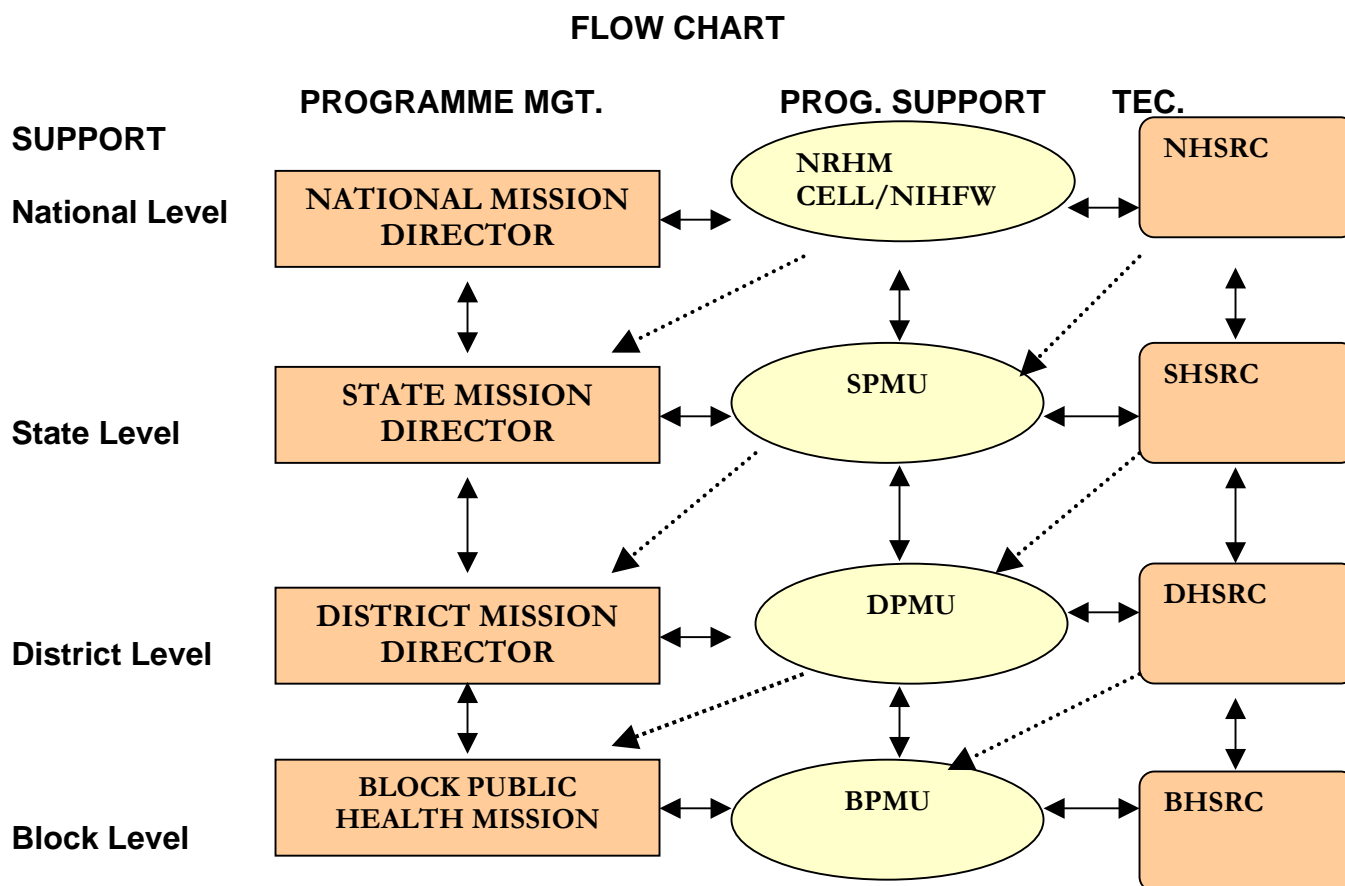 FLOW CHART
PROGRAMME MGT. PROG. SUPPORT TEC.
SUPPORT
National Level
NATIONAL MISSION
DIRECTOR
NRHM
CELL/NIHFW
NHSRC
State Level
STATE MISSION
DIRECTOR
SPMU
SHSRC
District Level
DISTRICT MISSION
DIRECTOR
DPMU
DHSRC
Block Level
BLOCK PUBLIC
HEALTH MISSION
BPMU
BHSRC